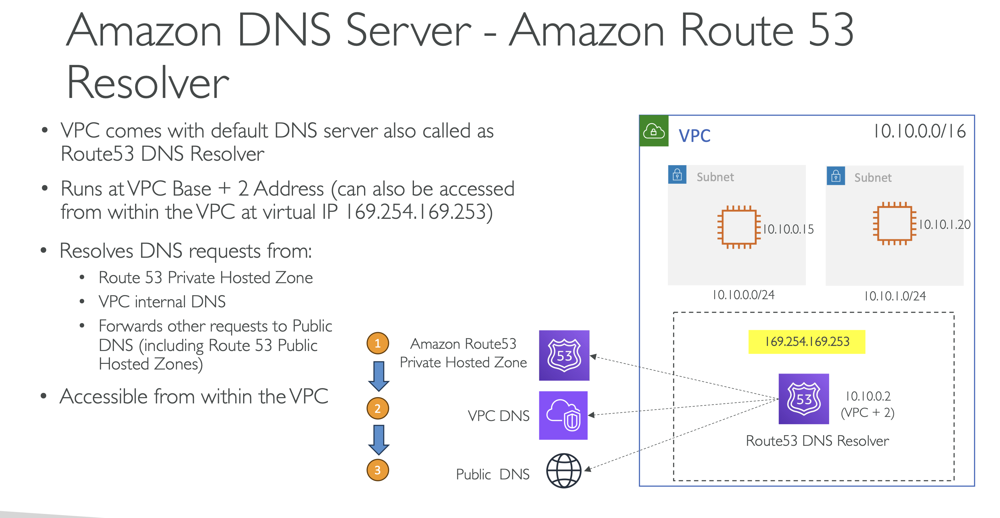 Amazon DNS Server - Amazon Route 53
Resolver
• VPC comes with default DNS server also called as
Route53 DNS Resolver
• Runs at VPC Base + 2 Address (can also be accessed
from within the VPC at virtual IP 169.254.169.253)
• Resolves DNS requests from:
• Route 53 Private Hosted Zone
• VPC internal DNS
• Forwards other requests to Public
DNS (including Route 53 Public
Hosted Zones)
• Accessible from within the VPC
1
Amazon Route53
Private Hosted Zone
53
2
VPC DNS
3
Public DNS
VPC
10.10.0.0/16
Subnet
10.10.0.15
10.10.0.0/24
Subnet
10.10.1.20
10.10.1.0/24
169.254.169.253
53
10.10.0.2
(VPC + 2)
Route53 DNS Resolver